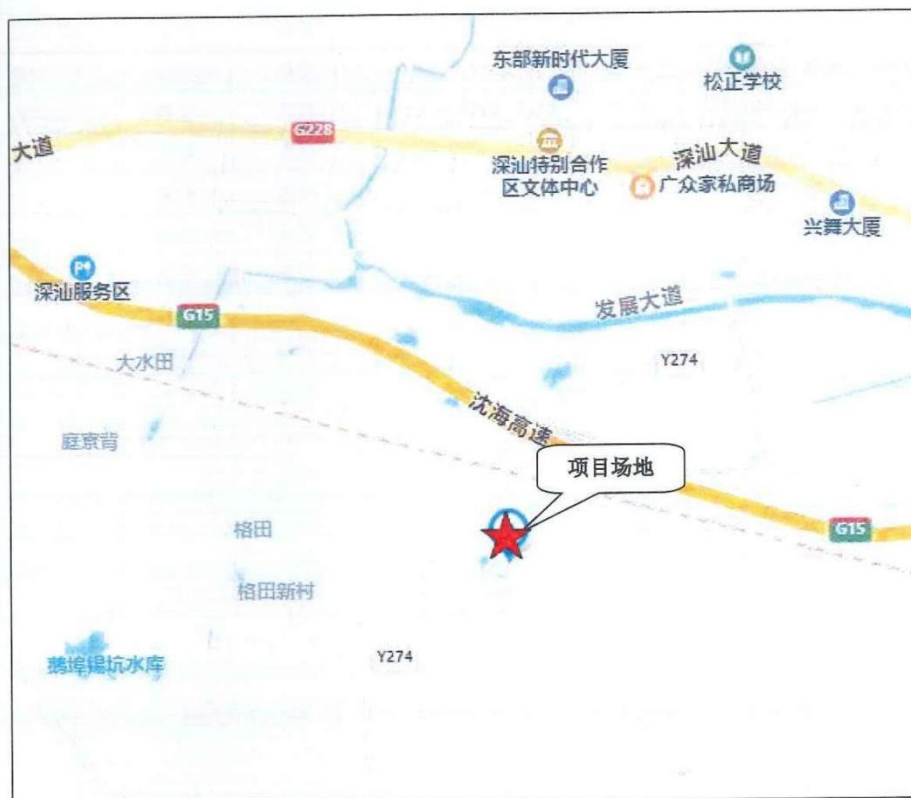 东部新时代大厦
松正学校
G228
大道
深汕特别合作
区文体中心
深汕大道
广众家私商场
兴舞大厦
深汕服务区
G15
发展大道
大水田
Y274
沈海高速
庭寮背
项目场地
格田
G15
格田新村
鹅埠锡坑水库
Y274